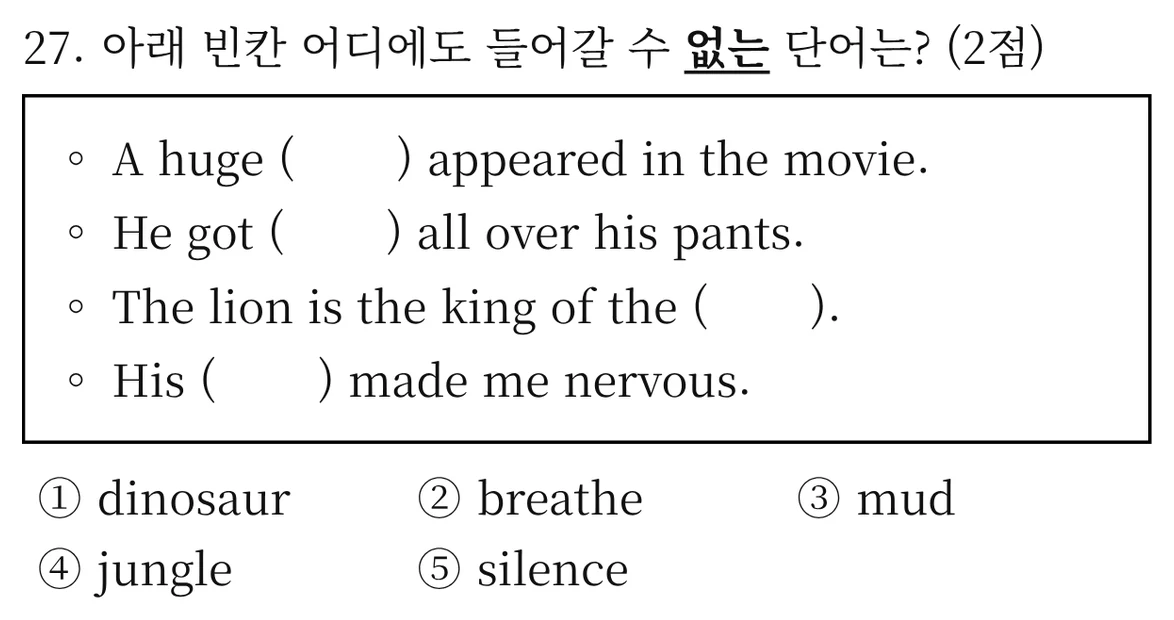 27. 아래 빈칸 어디에도 들어갈 수 없는 단어는? (2점)
◦ A huge (      ) appeared in the movie.
◦ He got (      ) all over his pants.
◦ The lion is the king of the (      ).
◦ His (      ) made me nervous.
① dinosaur ② breathe ③ mud
④ jungle ⑤ silence